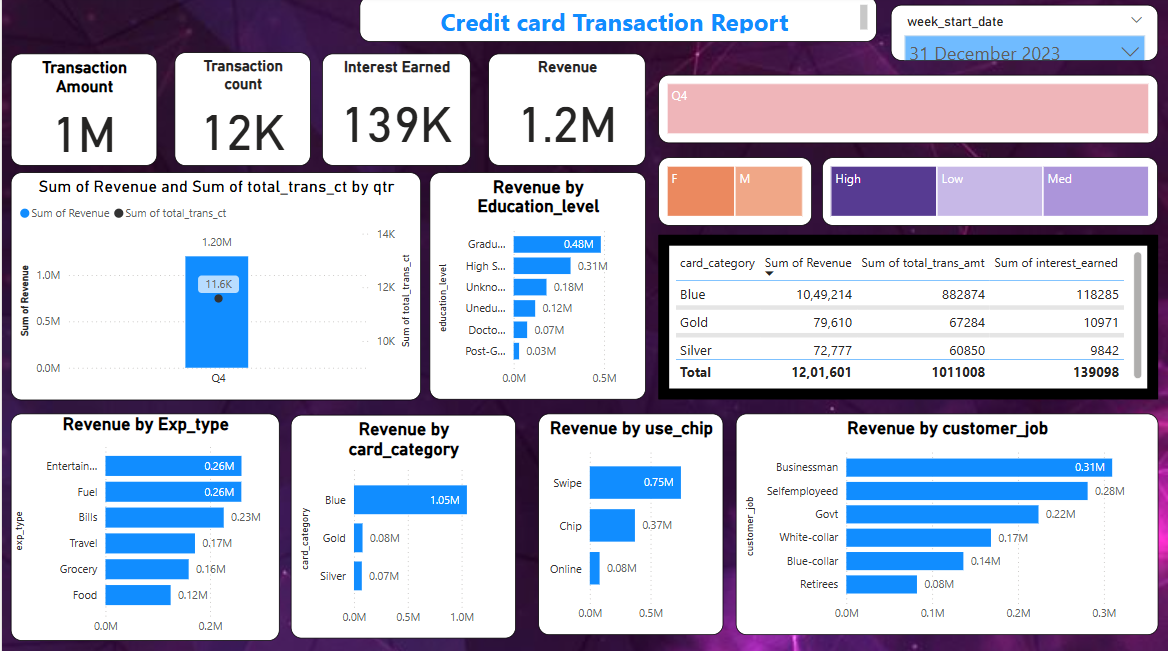 Credit card Transaction Report
week_start_date
31 December 2023
Transaction
Amount
1M
Transaction
count
12K
Interest Earned
139K
Revenue
1.2M
Q4
F
M
High
Low
Med
Sum of Revenue and Sum of total_trans_ct by qtr
Sum of Revenue
Sum of total_trans_ct
Sum of Revenue
1.0M
0.5M
0.0M
1.20M
11.6K
Q4
14K
12K
10K
Sum of total_trans_ct
Revenue by
Education_level
education_level
Gradu... 0.48M
High S... 0.31M
Unkno... 0.18M
Unedu... 0.12M
Docto... 0.07M
Post-G... 0.03M
0.0M 0.5M
card_category Sum of Revenue Sum of total_trans_amt Sum of interest_earned
Blue 10,49,214 882874 118285
Gold 79,610 67284 10971
Silver 72,777 60850 9842
Total 12,01,601 1011008 139098
Revenue by Exp_type
exp_type
Entertain... 0.26M
Fuel 0.26M
Bills 0.23M
Travel 0.17M
Grocery 0.16M
Food 0.12M
0.0M 0.2M
Revenue by
card_category
card_category
Blue 1.05M
Gold 0.08M
Silver 0.07M
0.0M 0.5M 1.0M
Revenue by use_chip
Swipe 0.75M
Chip 0.37M
Online 0.08M
0.0M 0.5M
Revenue by customer_job
customer_job
Businessman 0.31M
Selfemployeed 0.28M
Govt 0.22M
White-collar 0.17M
Blue-collar 0.14M
Retirees 0.08M
0.0M 0.1M 0.2M 0.3M